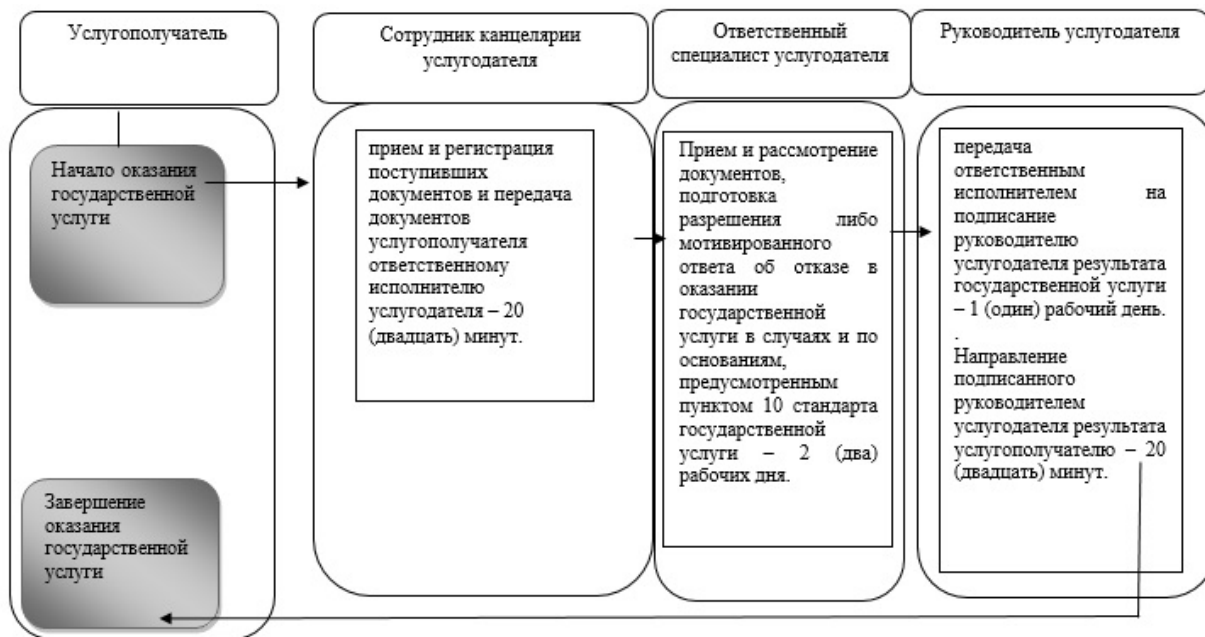 Услугополучатель
Сотрудник канцелярии
услугодателя
Ответственный
специалист услугодателя
Руководитель услугодателя
Начало оказания
государственной
услуги
прием и регистрация
поступивших
документов и передача
документов
услугополучателя
ответственному
исполнителю
услугодателя – 20
(двадцать) минут.
Прием и рассмотрение
документов,
подготовка
разрешения либо
мотивированного
ответа об отказе в
оказании
государственной
услуги в случаях и по
основаниям,
предусмотренным
пунктом 10 стандарта
государственной
услуги – 2 (два)
рабочих дня.
передача
ответственным
исполнителем на
подписание
руководителю
услугодателя результата
государственной услуги
– 1 (один) рабочий день.
.
Направление
подписанного
руководителем
услугодателя результата
услугополучателю – 20
(двадцать) минут.
Завершение
оказания
государственной
услуги